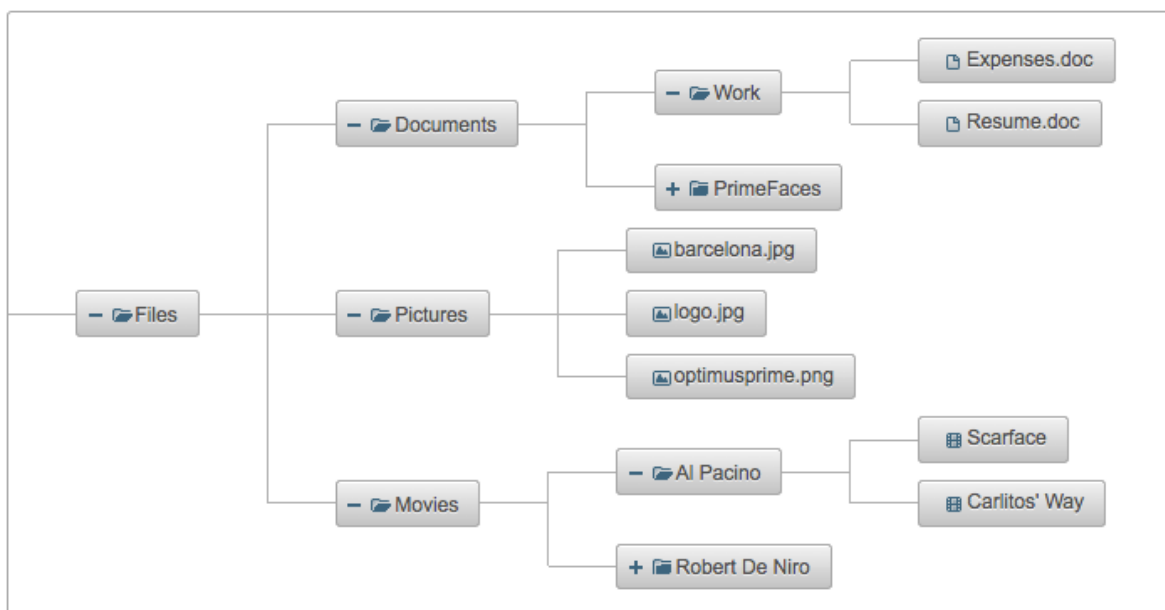 Files
Documents
Work
Expenses.doc
Resume.doc
PrimeFaces
Pictures
barcelona.jpg
logo.jpg
optimusprime.png
Movies
Al Pacino
Scarface
Carlitos' Way
Robert De Niro